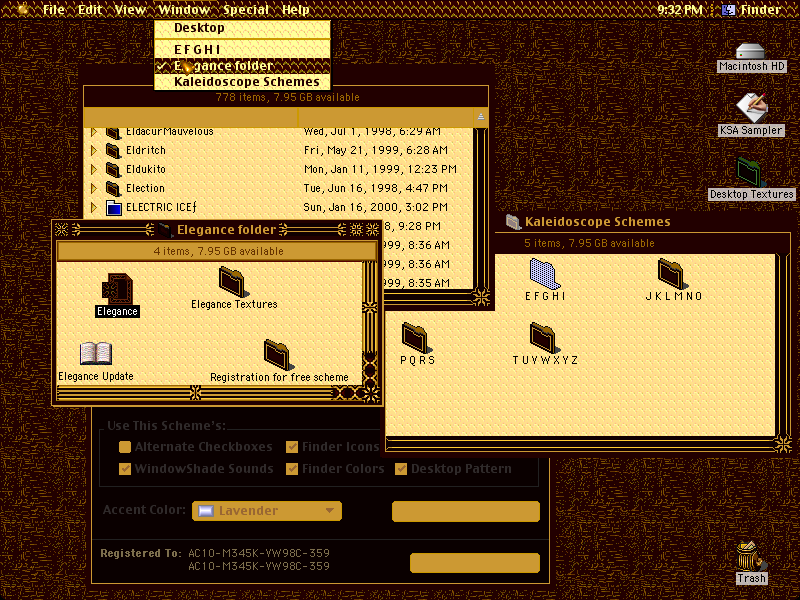 File Edit View Window Special Help 9:32 PM Finder
Desktop
E F G H I
Elegance folder
Kaleidoscope Schemes
Macintosh HD
KSA Sampler
Desktop Textures
778 items, 7.95 GB available
EldacurMauvelous Wed, Jul 1, 1998, 6:29 AM
Eldritch Fri, May 21, 1999, 6:28 AM
Eldukito Mon, Jan 11, 1999, 12:23 PM
Election Tue, Jun 16, 1998, 4:47 PM
ELECTRIC ICEƒ Sun, Jan 16, 2000, 3:02 PM
8, 9:28 PM
999, 8:36 AM
999, 8:36 AM
999, 8:35 AM
Elegance folder
4 items, 7.95 GB available
Elegance
Elegance Textures
Elegance Update
Registration for free scheme
Kaleidoscope Schemes
5 items, 7.95 GB available
E F G H I
J K L M N O
P Q R S
T U V W X Y Z
Use This Scheme's:
Alternate Checkboxes Finder Icons
WindowShade Sounds Finder Colors Desktop Pattern
Accent Color: Lavender
Registered To: AC10-M345K-YW98C-359
AC10-M345K-YW98C-359
Trash